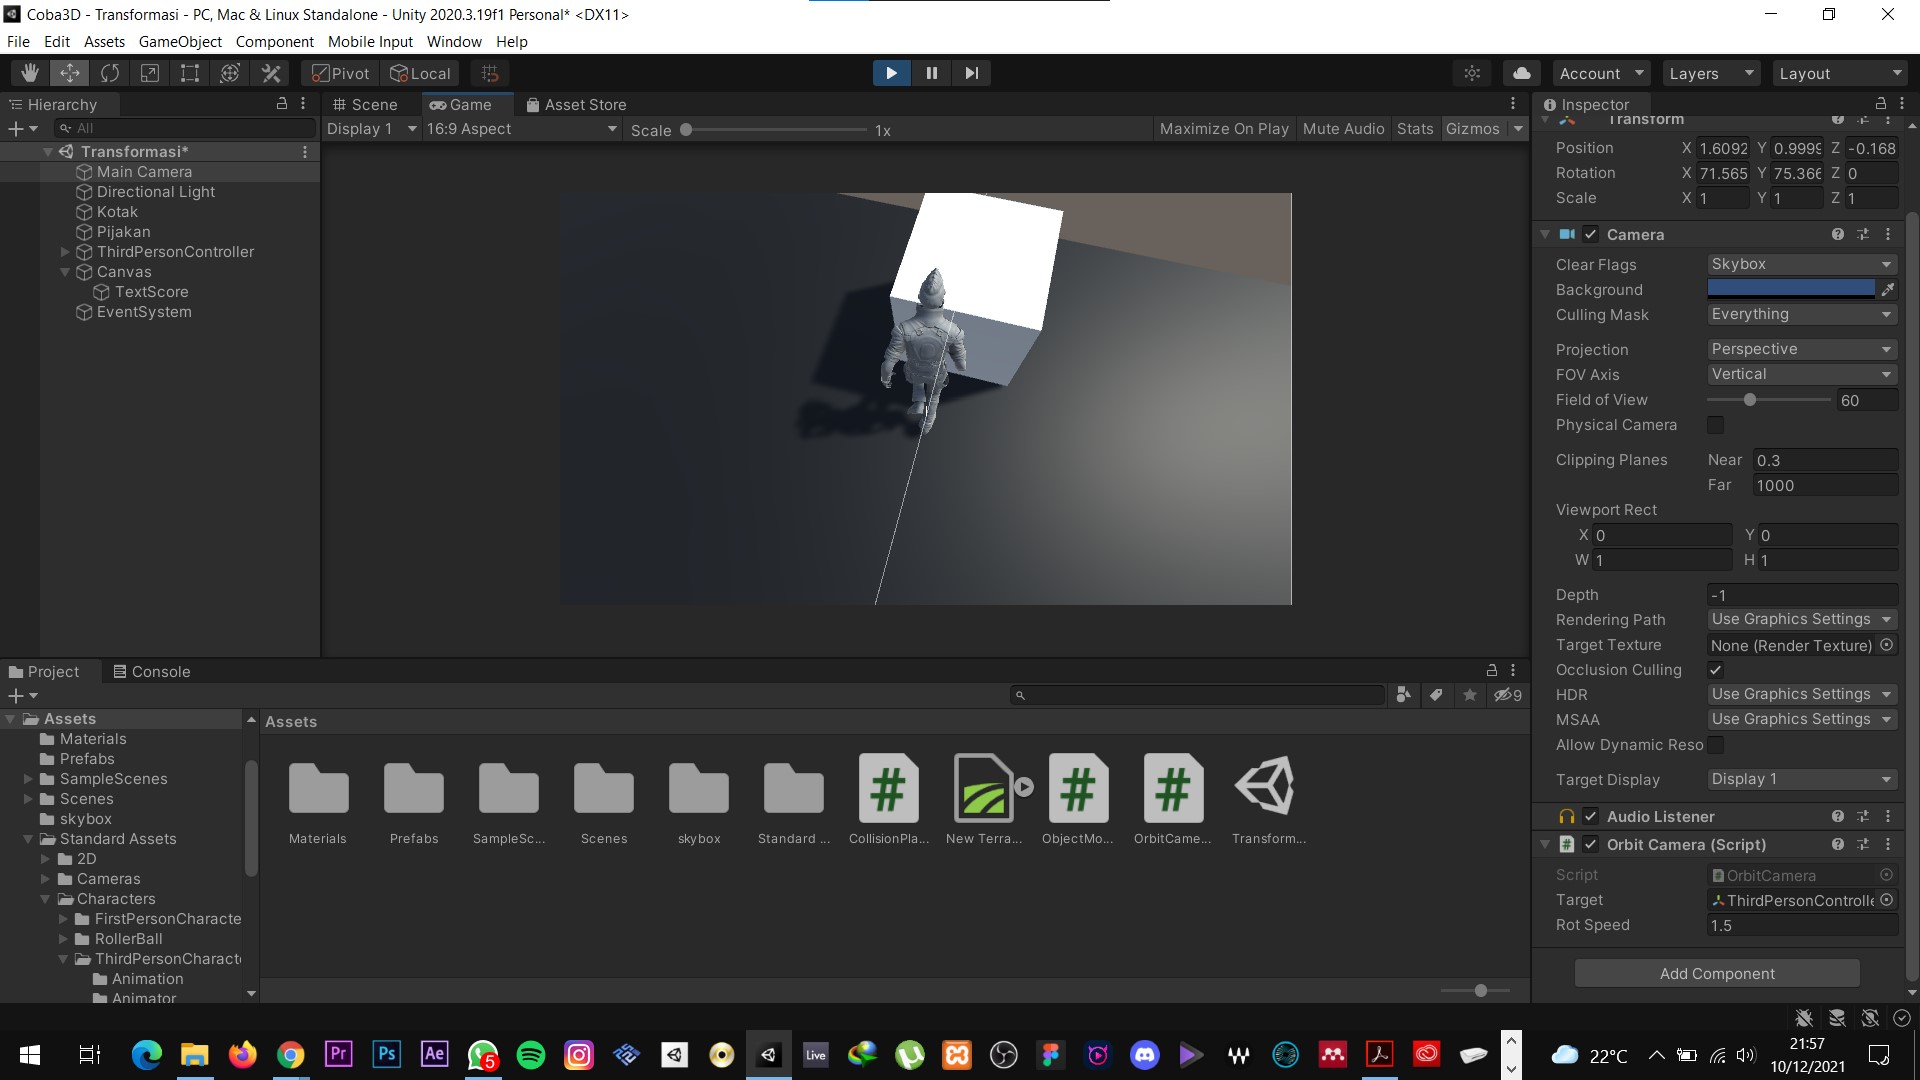 Coba3D - Transformasi - PC, Mac & Linux Standalone - Unity 2020.3.19f1 Personal* <DX11>
File Edit Assets GameObject Component Mobile Input Window Help
Pivot Local Account Layers Layout
Hierarchy
All
Transformasi*
Main Camera
Directional Light
Kotak
Pijakan
ThirdPersonController
Canvas
TextScore
EventSystem
Scene Game Asset Store
Display 1 16:9 Aspect Scale 1x Maximize On Play Mute Audio Stats Gizmos
Inspector
Transform
Position X 1.6092 Y 0.9999 Z -0.168
Rotation X 71.565 Y 75.366 Z 0
Scale X 1 Y 1 Z 1
Camera
Clear Flags Skybox
Background
Culling Mask Everything
Projection Perspective
FOV Axis Vertical
Field of View 60
Physical Camera
Clipping Planes Near 0.3
Far 1000
Viewport Rect
X 0 Y 0
W 1 H 1
Depth -1
Rendering Path Use Graphics Settings
Target Texture None (Render Texture)
Occlusion Culling
HDR Use Graphics Settings
MSAA Use Graphics Settings
Allow Dynamic Reso
Target Display Display 1
Audio Listener
Orbit Camera (Script)
Script OrbitCamera
Target ThirdPersonControlle
Rot Speed 1.5
Add Component
Project Console
9
Assets
Materials
Prefabs
SampleScenes
Scenes
skybox
Standard Assets
2D
Cameras
Characters
FirstPersonCharacte
RollerBall
ThirdPersonCharacte
Animation
Animator
Assets
Materials Prefabs SampleSc... Scenes skybox Standard ... CollisionPla... New Terra... ObjectMo... OrbitCame... Transform...
Pr Ps Ae 5 Live W
22°C
21:57
10/12/2021